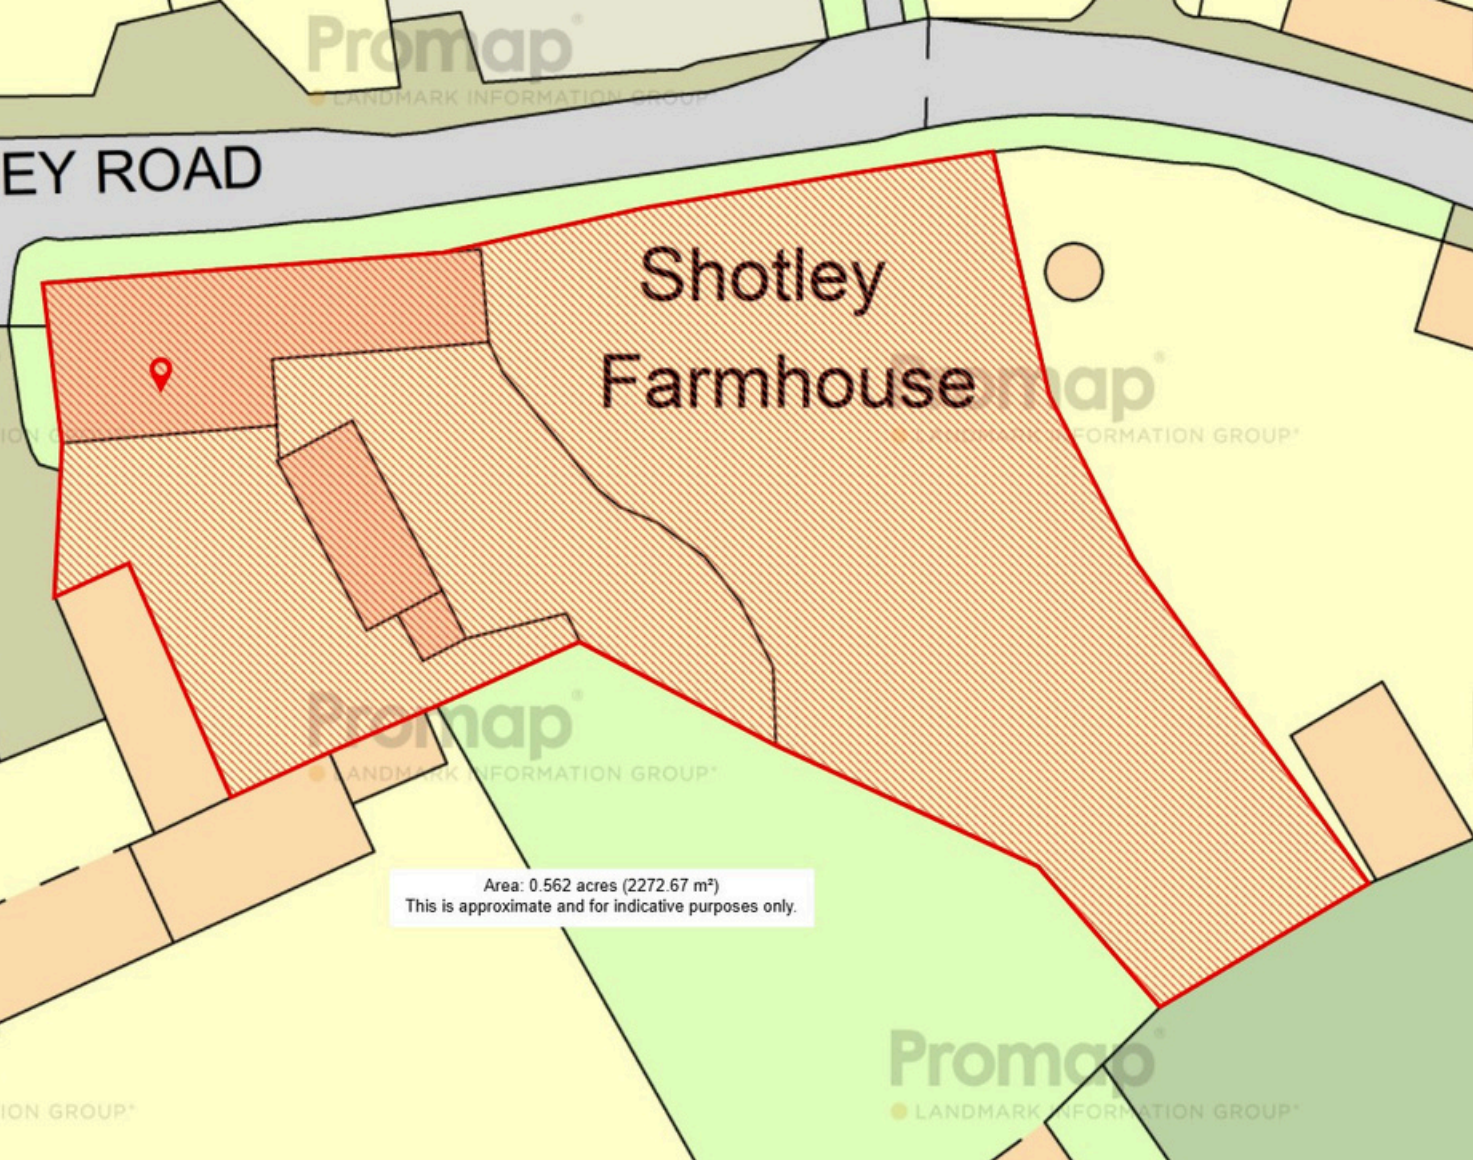 Promap®
LANDMARK INFORMATION GROUP
EY ROAD
Shotley
Farmhouse
Promap®
ION G
LANDMARK INFORMATION GROUP®
Promap®
LANDMARK INFORMATION GROUP®
Area: 0.562 acres (2272.67 m²)
This is approximate and for indicative purposes only.
Promap®
ION GROUP®
LANDMARK INFORMATION GROUP®